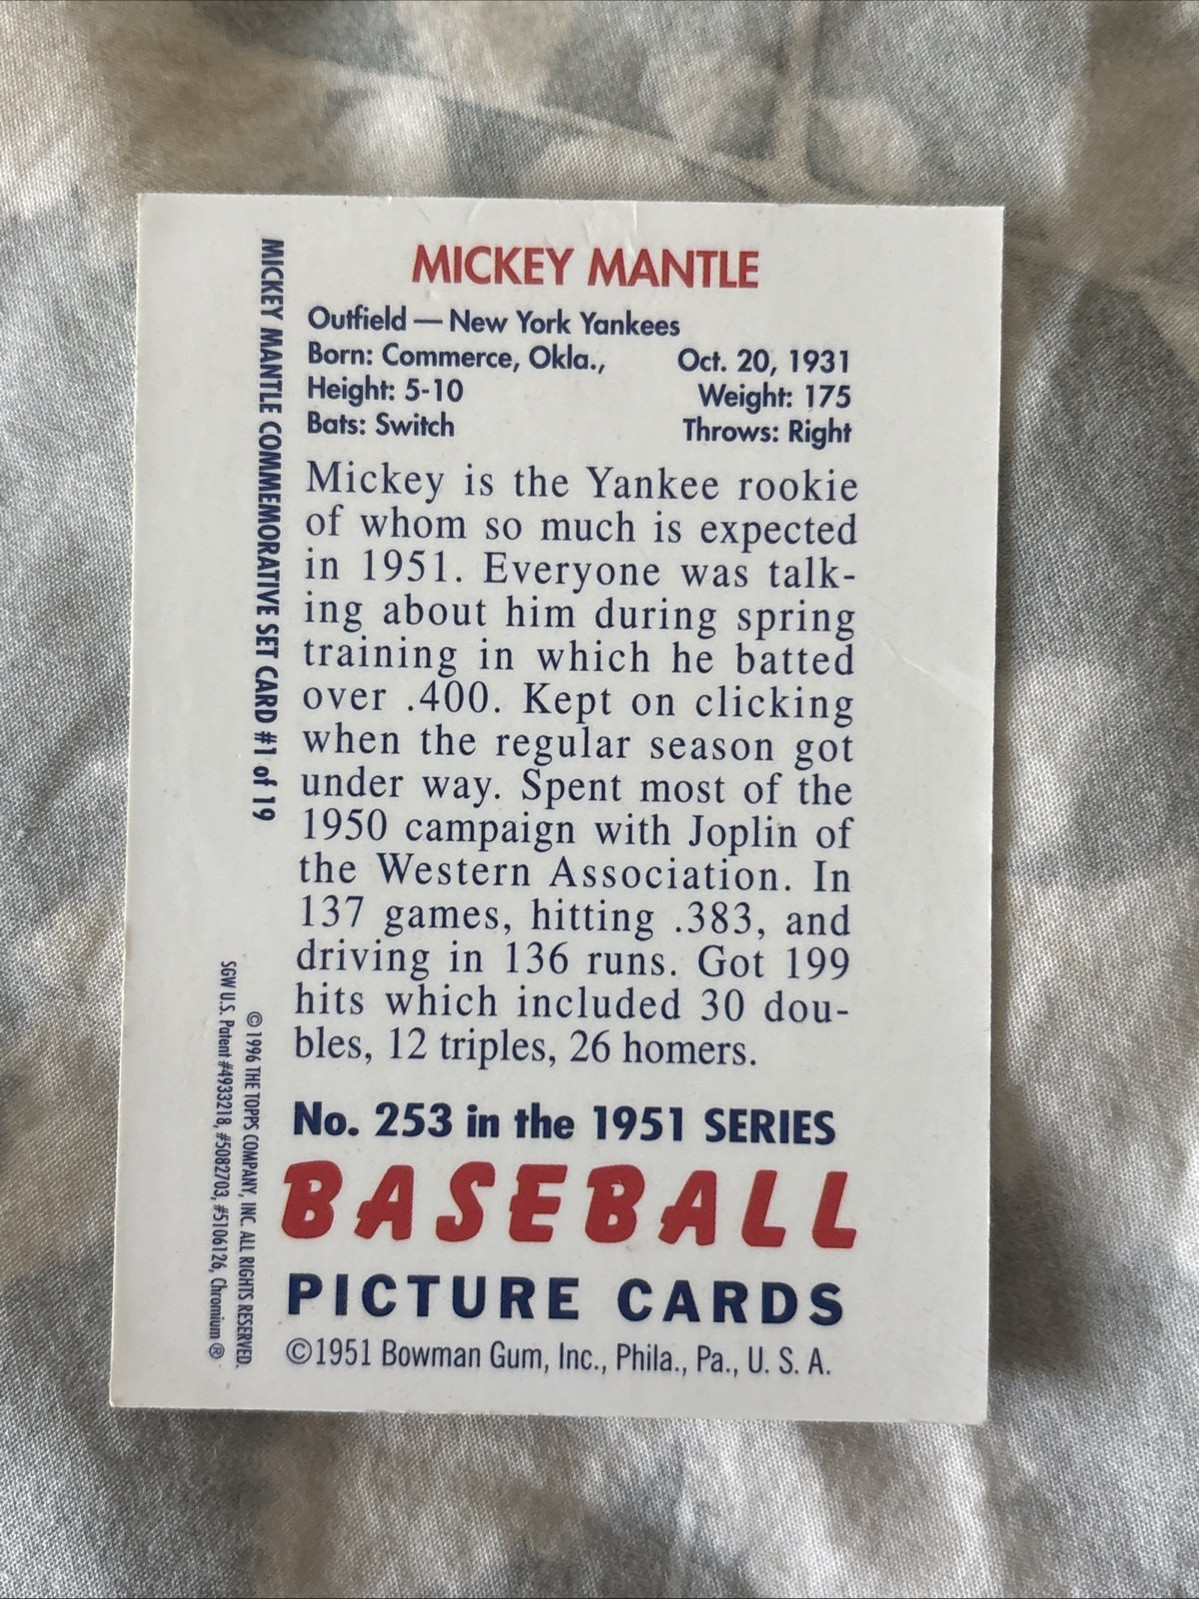 MICKEY MANTLE
Outfield — New York Yankees
Born: Commerce, Okla., Oct. 20, 1931
Height: 5-10 Weight: 175
Bats: Switch Throws: Right
Mickey is the Yankee rookie
of whom so much is expected
in 1951. Everyone was talk-
ing about him during spring
training in which he batted
over .400. Kept on clicking
when the regular season got
under way. Spent most of the
1950 campaign with Joplin of
the Western Association. In
137 games, hitting .383, and
driving in 136 runs. Got 199
hits which included 30 dou-
bles, 12 triples, 26 homers.
No. 253 in the 1951 SERIES
BASEBALL
PICTURE CARDS
©1951 Bowman Gum, Inc., Phila., Pa., U. S. A.
MICKEY MANTLE COMMEMORATIVE SET CARD #1 of 19
© 1996 THE TOPPS COMPANY, INC. ALL RIGHTS RESERVED.
SGW U.S. Patent #4933218, #5082703, #5106126, Chromium ®